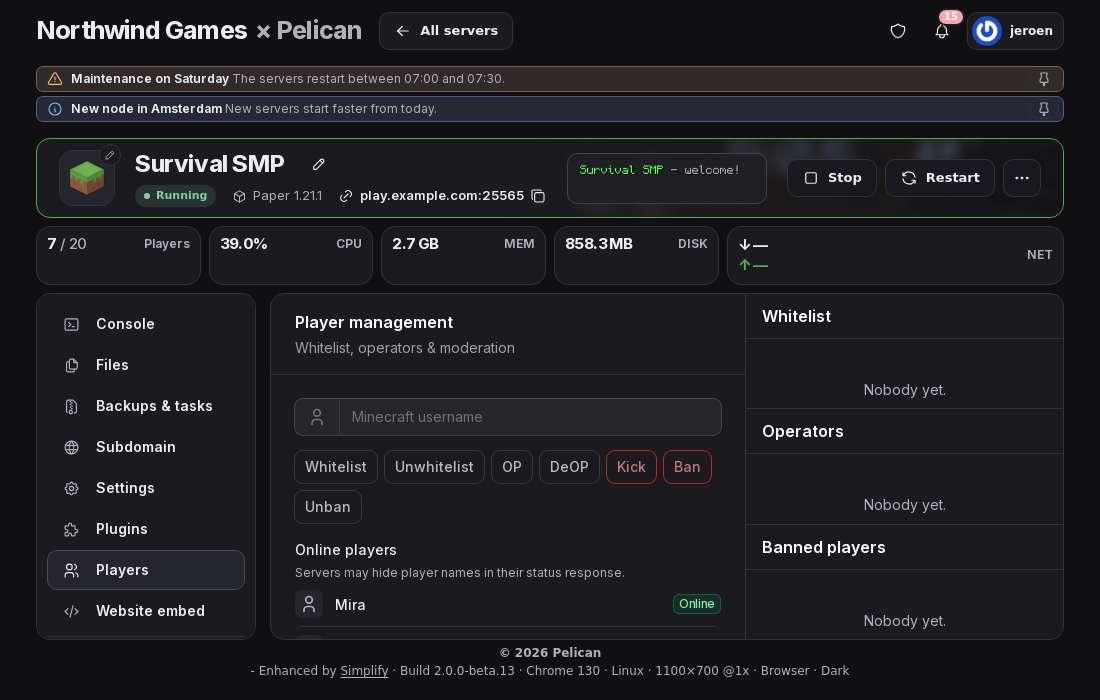 Northwind Games × Pelican
All servers
15
jeroen
Maintenance on Saturday The servers restart between 07:00 and 07:30.
New node in Amsterdam New servers start faster from today.
Survival SMP
Running
Paper 1.21.1
play.example.com:25565
Survival SMP — welcome!
Stop
Restart
7 / 20 Players
39.0% CPU
2.7 GB MEM
858.3 MB DISK
↓—
↑—
NET
Console
Files
Backups & tasks
Subdomain
Settings
Plugins
Players
Website embed
Player management
Whitelist, operators & moderation
Minecraft username
Whitelist Unwhitelist OP DeOP Kick Ban
Unban
Online players
Servers may hide player names in their status response.
Mira Online
Whitelist
Nobody yet.
Operators
Nobody yet.
Banned players
Nobody yet.
© 2026 Pelican
- Enhanced by Simplify · Build 2.0.0-beta.13 · Chrome 130 · Linux · 1100×700 @1x · Browser · Dark